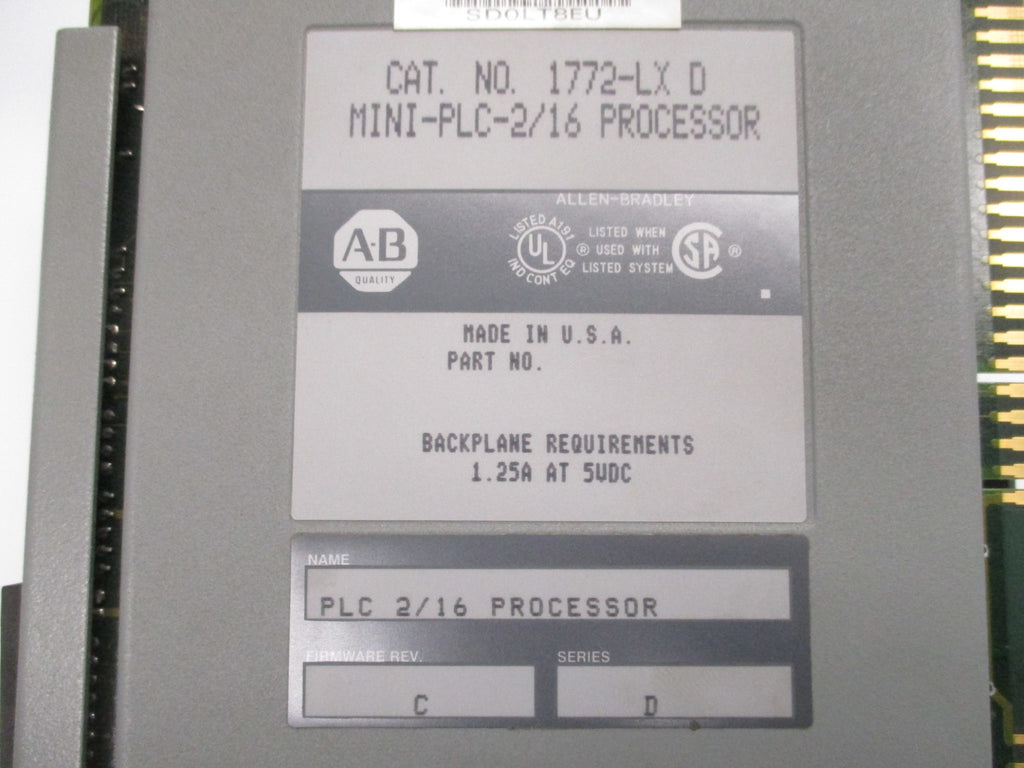 SD0LT8EU
CAT. NO. 1772-LX D
MINI-PLC-2/16 PROCESSOR
ALLEN-BRADLEY
A-B
QUALITY
LISTED A191
UL
IND CONT EQ
®
LISTED WHEN
USED WITH
LISTED SYSTEM
SA
®
MADE IN U.S.A.
PART NO.
BACKPLANE REQUIREMENTS
1.25A AT 5VDC
NAME
PLC 2/16 PROCESSOR
FIRMWARE REV. SERIES
C D